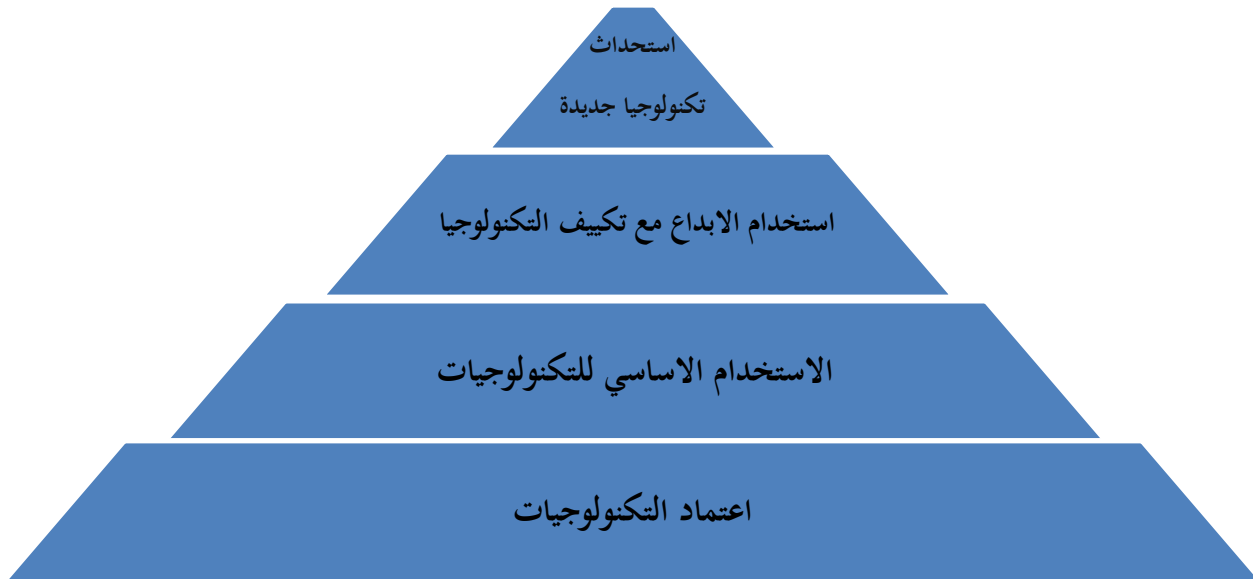 استحداث
تكنولوجيا جديدة
استخدام الابداع مع تكييف التكنولوجيا
الاستخدام الاساسي للتكنولوجيات
اعتماد التكنولوجيات